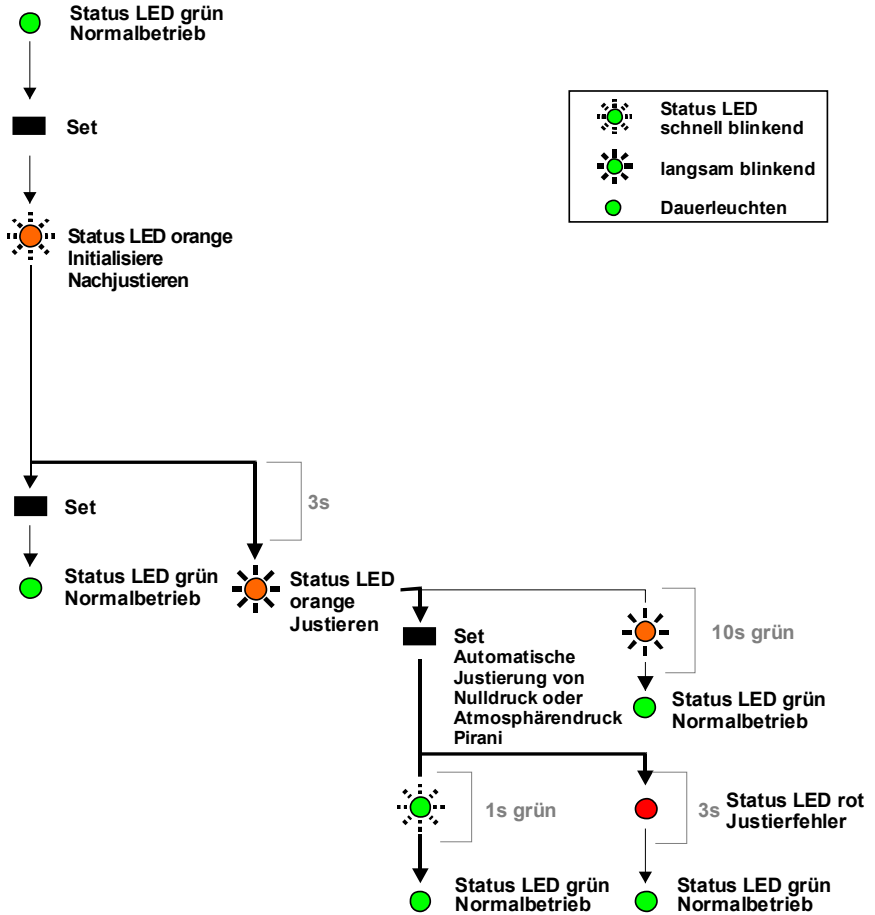 Status LED grün
Normalbetrieb
Set
Status LED
schnell blinkend
langsam blinkend
Dauerleuchten
Status LED orange
Initialisiere
Nachjustieren
3s
Set
Status LED grün
Normalbetrieb
Status LED
orange
Justieren
Set
Automatische
Justierung von
Nulldruck oder
Atmosphärendruck
Pirani
10s grün
Status LED grün
Normalbetrieb
1s grün
3s
Status LED rot
Justierfehler
Status LED grün
Normalbetrieb
Status LED grün
Normalbetrieb